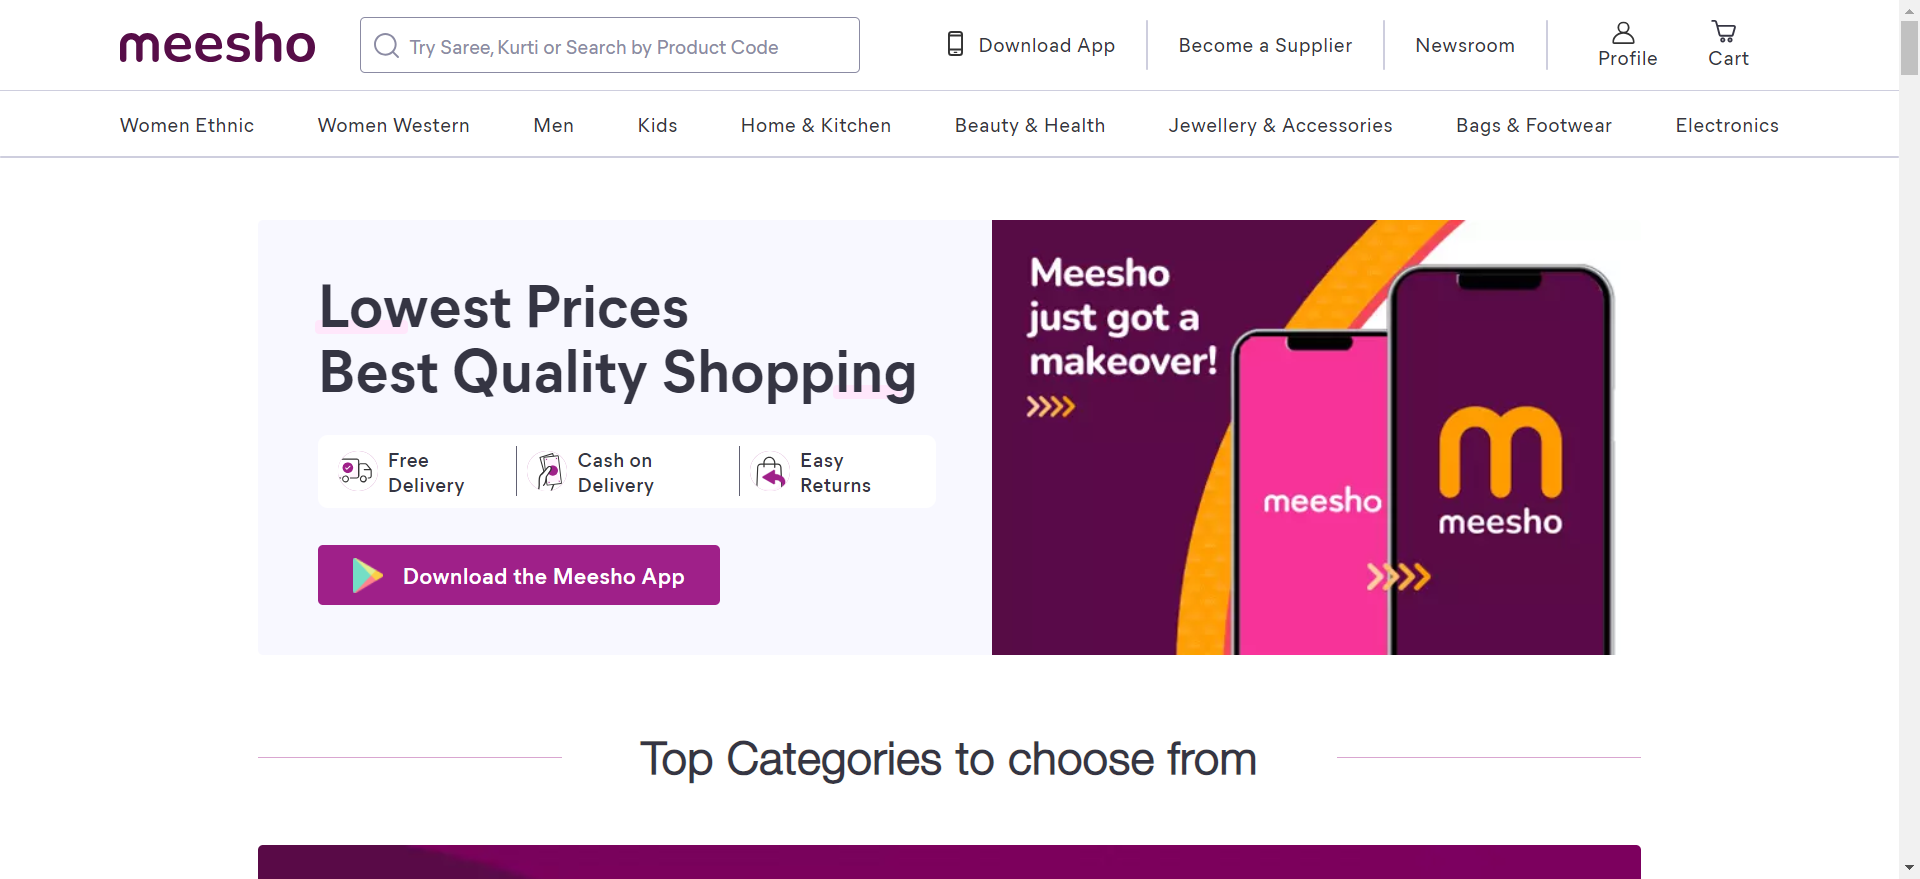 meesho
Try Saree, Kurti or Search by Product Code
Download App
Become a Supplier
Newsroom
Profile
Cart
Women Ethnic
Women Western
Men
Kids
Home & Kitchen
Beauty & Health
Jewellery & Accessories
Bags & Footwear
Electronics
Lowest Prices
Best Quality Shopping
Free
Delivery
Cash on
Delivery
Easy
Returns
Download the Meesho App
Meesho
just got a
makeover!
meesho
meesho
Top Categories to choose from